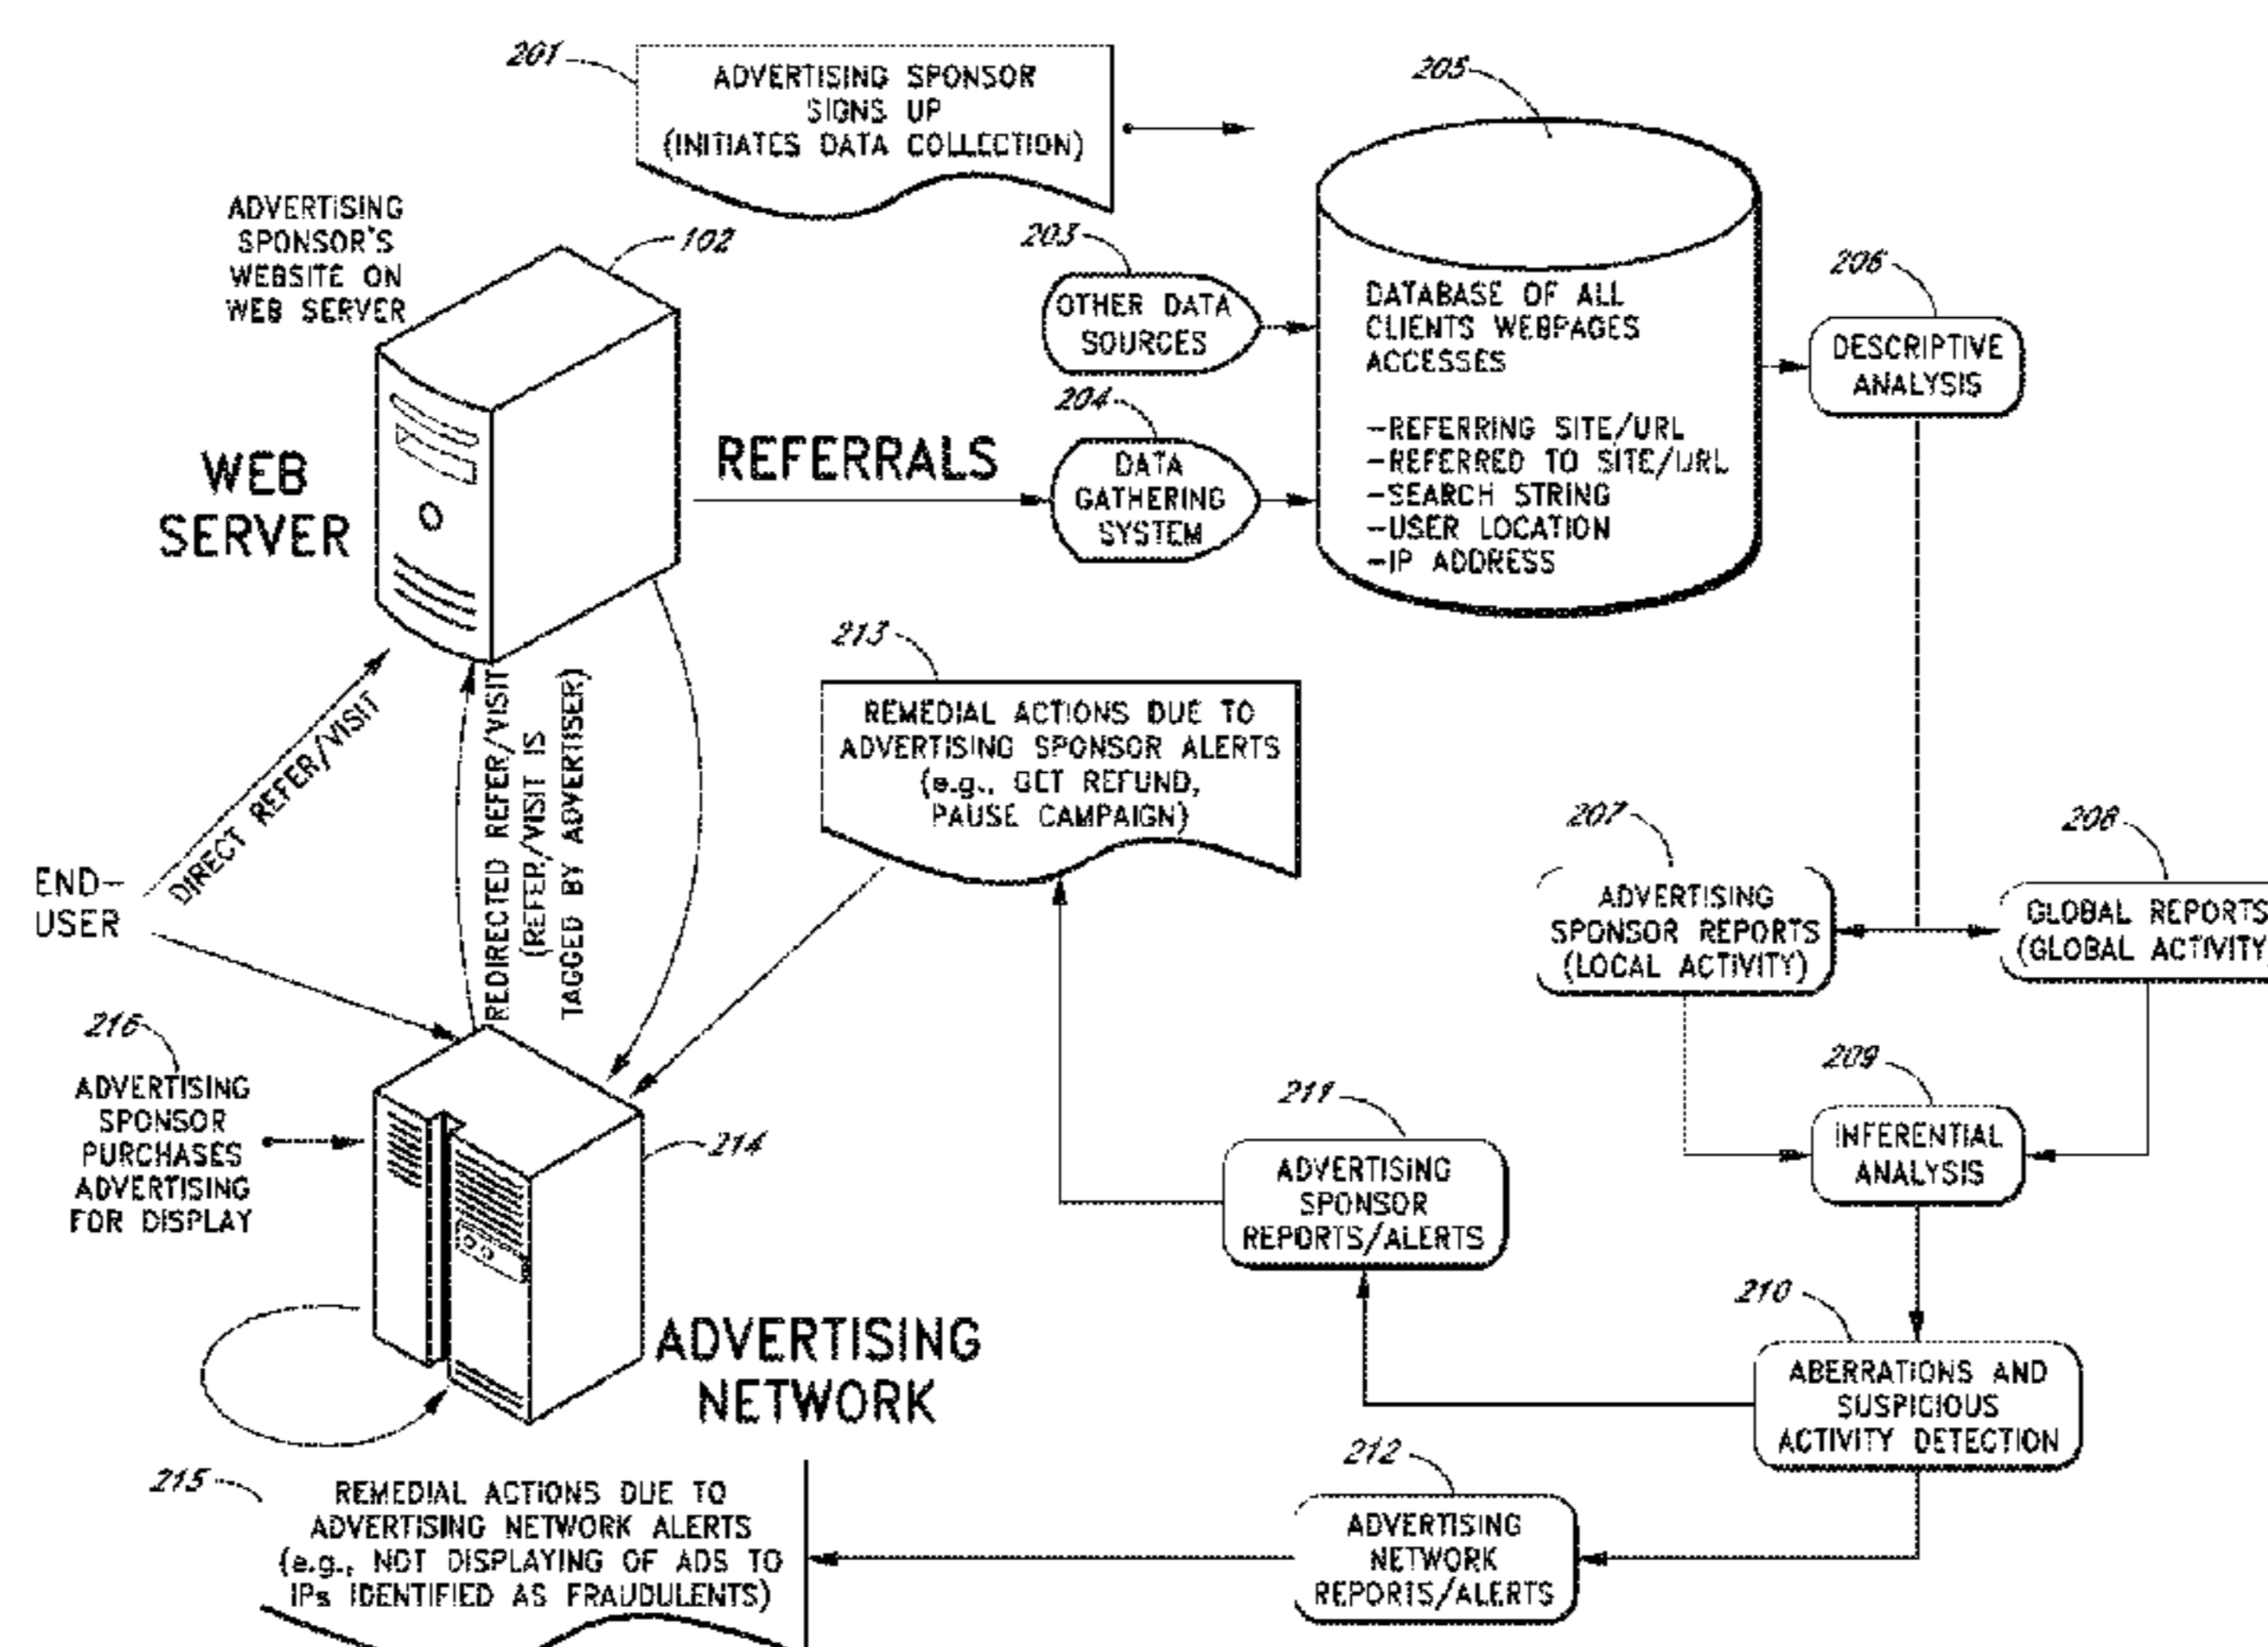 201
ADVERTISING SPONSOR
SIGNS UP
(INITIATES DATA COLLECTION)
205
ADVERTISING
SPONSOR'S
WEBSITE ON
WEB SERVER
102
203
OTHER DATA
SOURCES
DATABASE OF ALL
CLIENTS WEBPAGES
ACCESSES
-REFERRING SITE/URL
-REFERRED TO SITE/URL
-SEARCH STRING
-USER LOCATION
-IP ADDRESS
206
DESCRIPTIVE
ANALYSIS
WEB
SERVER
REFERRALS
204
DATA
GATHERING
SYSTEM
213
REMEDIAL ACTIONS DUE TO
ADVERTISING SPONSOR ALERTS
(e.g., GET REFUND,
PAUSE CAMPAIGN)
DIRECT REFER/VISIT
REDIRECTED REFER/VISIT
(REFER/VISIT IS
TAGGED BY ADVERTISER)
END-
USER
207
ADVERTISING
SPONSOR REPORTS
(LOCAL ACTIVITY)
208
GLOBAL REPORTS
(GLOBAL ACTIVITY)
216
ADVERTISING
SPONSOR
PURCHASES
ADVERTISING
FOR DISPLAY
214
209
INFERENTIAL
ANALYSIS
211
ADVERTISING
SPONSOR
REPORTS/ALERTS
210
ABERRATIONS AND
SUSPICIOUS
ACTIVITY DETECTION
ADVERTISING
NETWORK
212
ADVERTISING
NETWORK
REPORTS/ALERTS
215
REMEDIAL ACTIONS DUE TO
ADVERTISING NETWORK ALERTS
(e.g., NOT DISPLAYING OF ADS TO
IPs IDENTIFIED AS FRAUDULENTS)